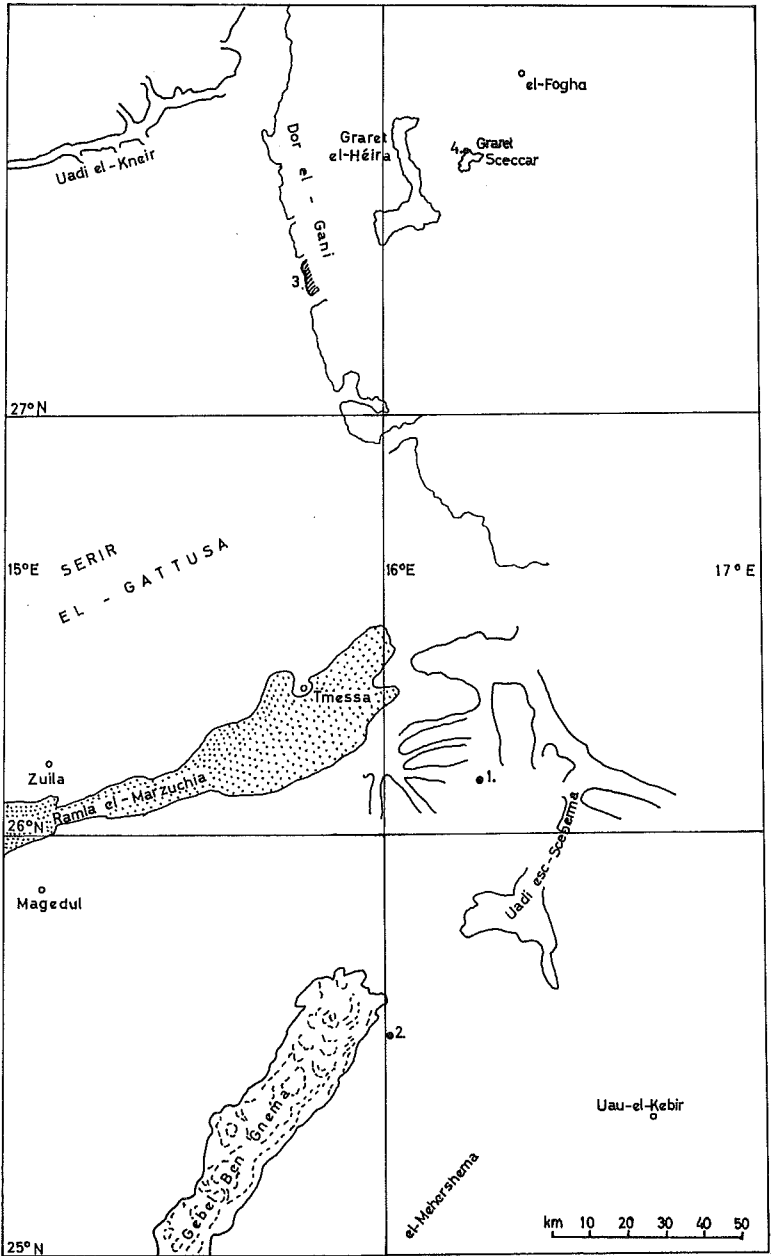 el-Fogha
Uadi el-Kneir
Dor el-Gani
Graret
el-Héira
4. Graret
Sceccar
3.
27°N
SERIR
EL-GATTUSA
15°E
16°E
17°E
Tmessa
Zuila
Ramla el-Marzuchia
1.
26°N
Uadi esc-Sceberma
Magedul
2.
Gebel Ben Gnema
Uau-el-Kebir
el-Mehershema
km 10 20 30 40 50
25°N